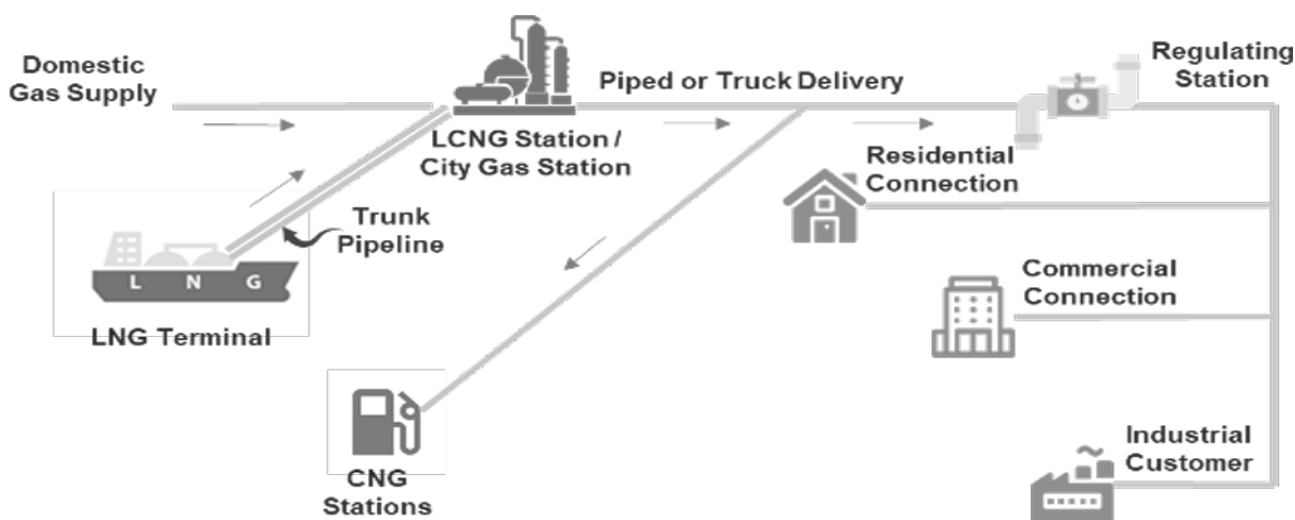 Domestic
Gas Supply
LCNG Station /
City Gas Station
Piped or Truck Delivery
Regulating
Station
Residential
Connection
Trunk
Pipeline
L N G
LNG Terminal
Commercial
Connection
CNG
Stations
Industrial
Customer